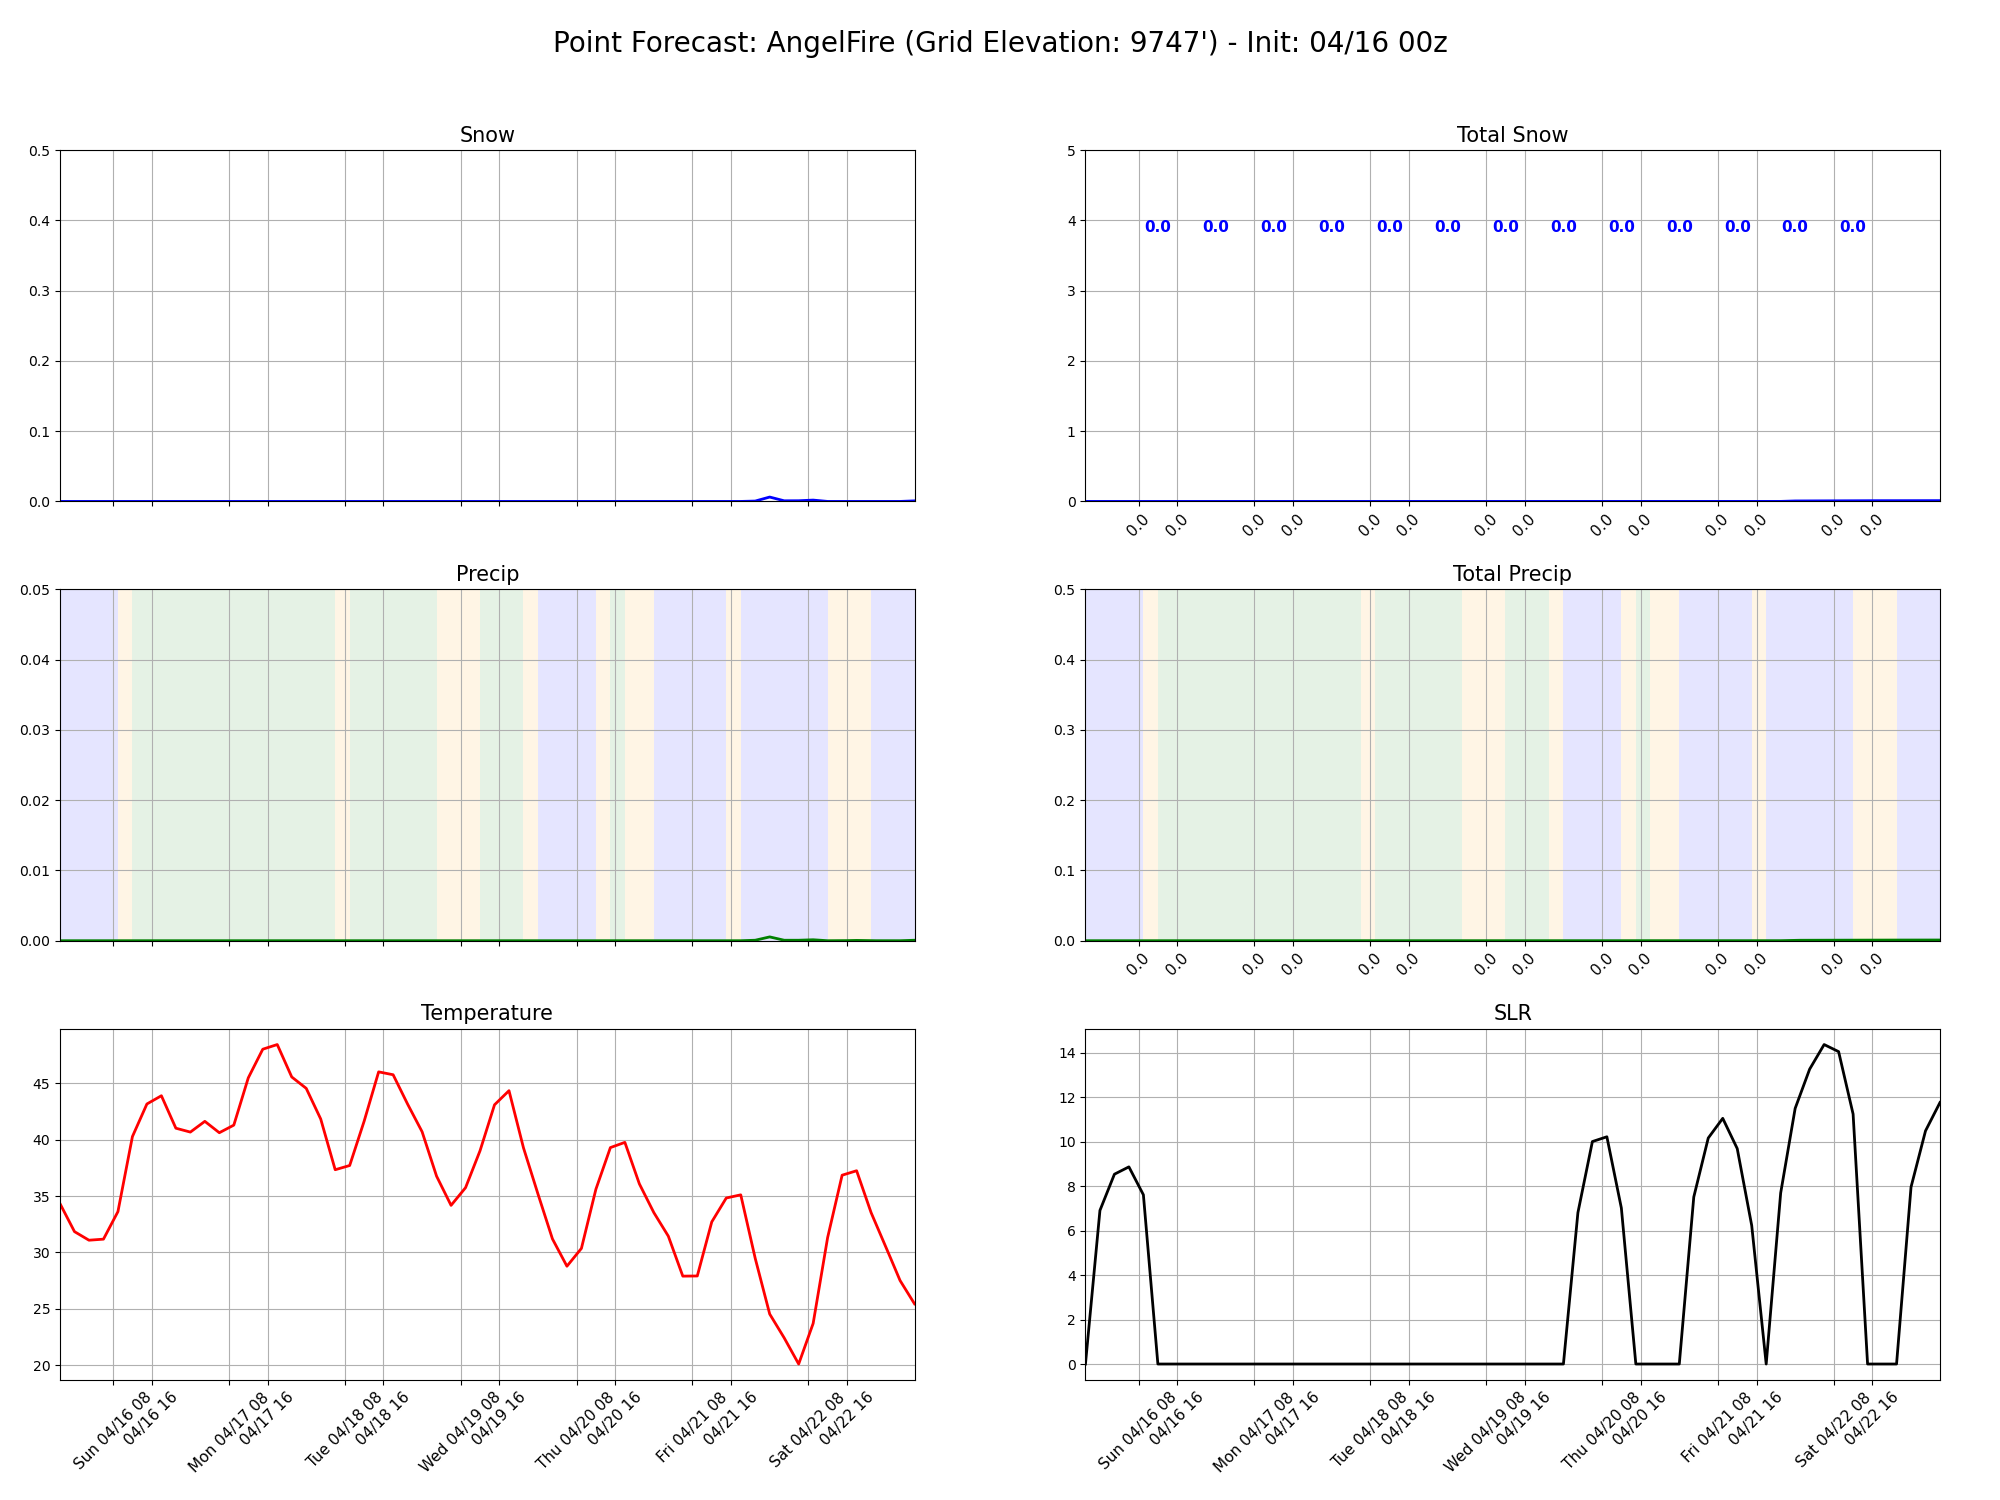 Point Forecast: AngelFire (Grid Elevation: 9747') - Init: 04/16 00z
Snow
0.5
0.4
0.3
0.2
0.1
0.0
Total Snow
5
4
3
2
1
0
0.0 0.0 0.0 0.0 0.0 0.0 0.0 0.0 0.0 0.0 0.0 0.0 0.0
0.0 0.0 0.0 0.0 0.0 0.0 0.0 0.0 0.0 0.0 0.0 0.0 0.0 0.0
Precip
0.05
0.04
0.03
0.02
0.01
0.00
Total Precip
0.5
0.4
0.3
0.2
0.1
0.0
0.0 0.0 0.0 0.0 0.0 0.0 0.0 0.0 0.0 0.0 0.0 0.0 0.0 0.0
Temperature
45
40
35
30
25
20
Sun 04/16 08
04/16 16
Mon 04/17 08
04/17 16
Tue 04/18 08
04/18 16
Wed 04/19 08
04/19 16
Thu 04/20 08
04/20 16
Fri 04/21 08
04/21 16
Sat 04/22 08
04/22 16
SLR
14
12
10
8
6
4
2
0
Sun 04/16 08
04/16 16
Mon 04/17 08
04/17 16
Tue 04/18 08
04/18 16
Wed 04/19 08
04/19 16
Thu 04/20 08
04/20 16
Fri 04/21 08
04/21 16
Sat 04/22 08
04/22 16